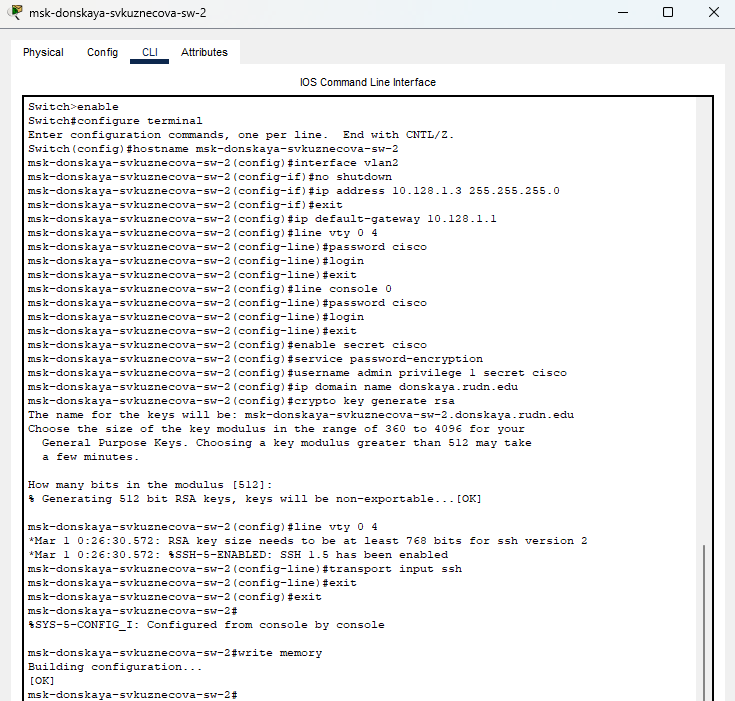 msk-donskaya-svkuznecova-sw-2
Physical Config CLI Attributes
IOS Command Line Interface
Switch>enable
Switch#configure terminal
Enter configuration commands, one per line.  End with CNTL/Z.
Switch(config)#hostname msk-donskaya-svkuznecova-sw-2
msk-donskaya-svkuznecova-sw-2(config)#interface vlan2
msk-donskaya-svkuznecova-sw-2(config-if)#no shutdown
msk-donskaya-svkuznecova-sw-2(config-if)#ip address 10.128.1.3 255.255.255.0
msk-donskaya-svkuznecova-sw-2(config-if)#exit
msk-donskaya-svkuznecova-sw-2(config)#ip default-gateway 10.128.1.1
msk-donskaya-svkuznecova-sw-2(config)#line vty 0 4
msk-donskaya-svkuznecova-sw-2(config-line)#password cisco
msk-donskaya-svkuznecova-sw-2(config-line)#login
msk-donskaya-svkuznecova-sw-2(config-line)#exit
msk-donskaya-svkuznecova-sw-2(config)#line console 0
msk-donskaya-svkuznecova-sw-2(config-line)#password cisco
msk-donskaya-svkuznecova-sw-2(config-line)#login
msk-donskaya-svkuznecova-sw-2(config-line)#exit
msk-donskaya-svkuznecova-sw-2(config)#enable secret cisco
msk-donskaya-svkuznecova-sw-2(config)#service password-encryption
msk-donskaya-svkuznecova-sw-2(config)#username admin privilege 1 secret cisco
msk-donskaya-svkuznecova-sw-2(config)#ip domain name donskaya.rudn.edu
msk-donskaya-svkuznecova-sw-2(config)#crypto key generate rsa
The name for the keys will be: msk-donskaya-svkuznecova-sw-2.donskaya.rudn.edu
Choose the size of the key modulus in the range of 360 to 4096 for your
  General Purpose Keys. Choosing a key modulus greater than 512 may take
  a few minutes.
How many bits in the modulus [512]:
% Generating 512 bit RSA keys, keys will be non-exportable...[OK]
msk-donskaya-svkuznecova-sw-2(config)#line vty 0 4
*Mar 1 0:26:30.572: RSA key size needs to be at least 768 bits for ssh version 2
*Mar 1 0:26:30.572: %SSH-5-ENABLED: SSH 1.5 has been enabled
msk-donskaya-svkuznecova-sw-2(config-line)#transport input ssh
msk-donskaya-svkuznecova-sw-2(config-line)#exit
msk-donskaya-svkuznecova-sw-2(config)#exit
msk-donskaya-svkuznecova-sw-2#
%SYS-5-CONFIG_I: Configured from console by console
msk-donskaya-svkuznecova-sw-2#write memory
Building configuration...
[OK]
msk-donskaya-svkuznecova-sw-2#